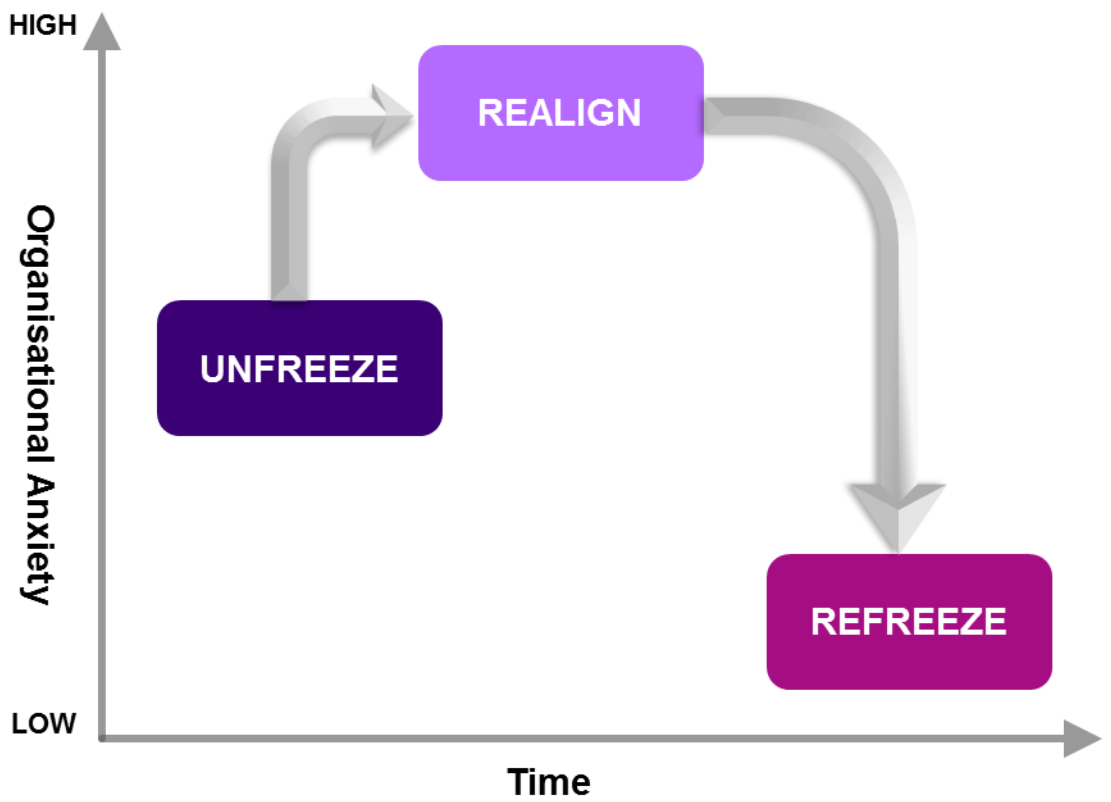 HIGH
REALIGN
Organisational Anxiety
UNFREEZE
REFREEZE
LOW
Time